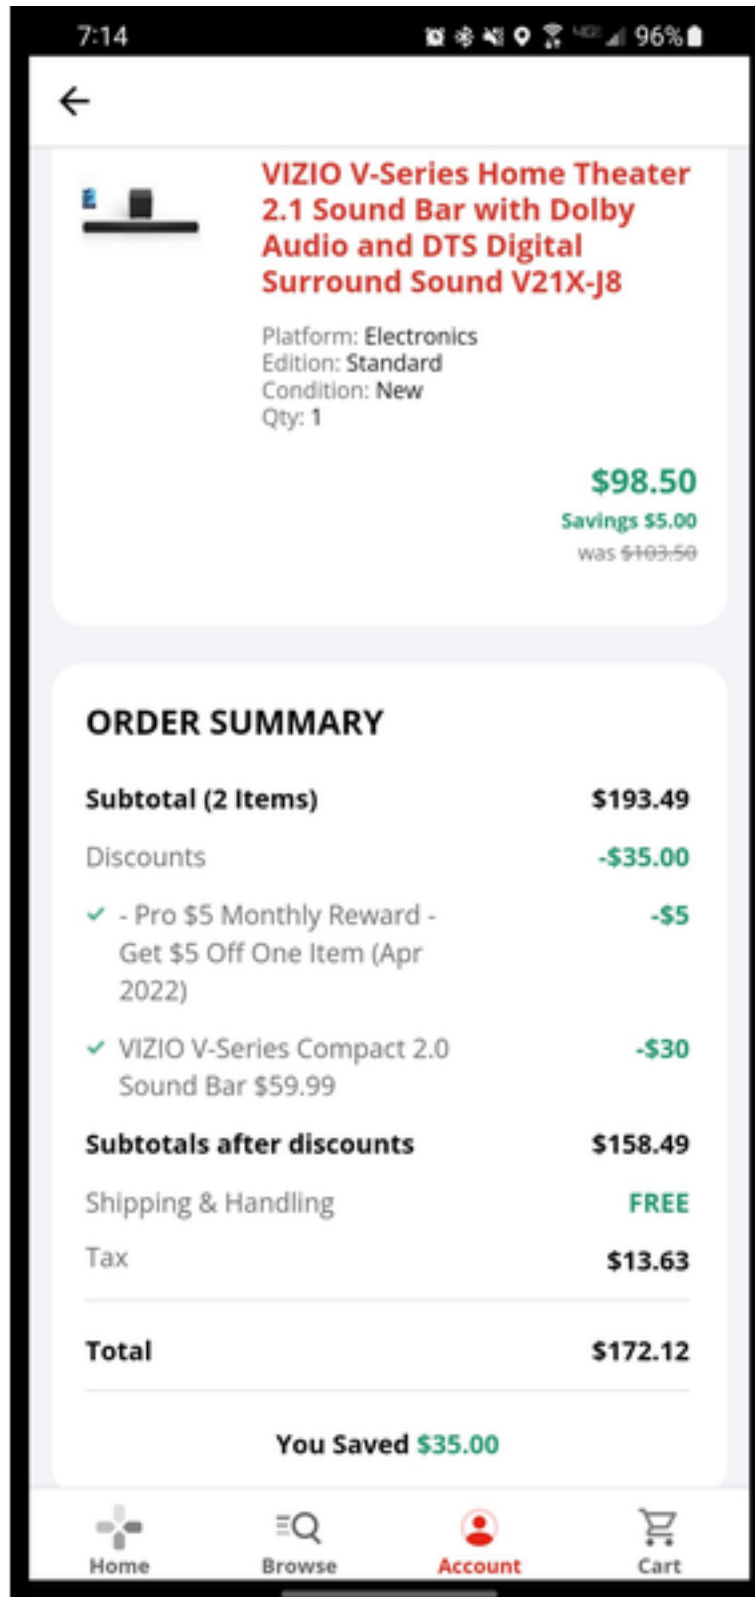 7:14
96%
VIZIO V-Series Home Theater
2.1 Sound Bar with Dolby
Audio and DTS Digital
Surround Sound V21X-J8
Platform: Electronics
Edition: Standard
Condition: New
Qty: 1
$98.50
Savings $5.00
was $103.50
ORDER SUMMARY
Subtotal (2 Items) $193.49
Discounts -$35.00
- Pro $5 Monthly Reward - -$5
Get $5 Off One Item (Apr
2022)
VIZIO V-Series Compact 2.0 -$30
Sound Bar $59.99
Subtotals after discounts $158.49
Shipping & Handling FREE
Tax $13.63
Total $172.12
You Saved $35.00
Home Browse Account Cart